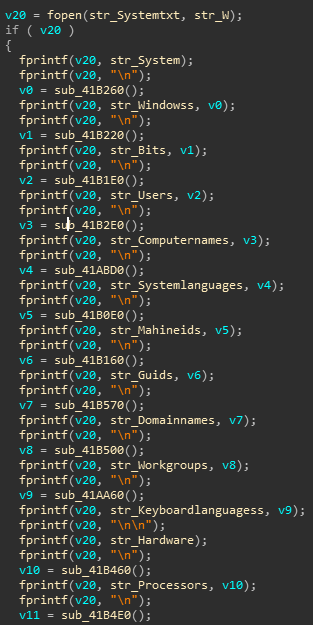 v20 = fopen(str_Systemtxt, str_W);
if ( v20 )
{
fprintf(v20, str_System);
fprintf(v20, "\n");
v0 = sub_41B260();
fprintf(v20, str_Windowss, v0);
fprintf(v20, "\n");
v1 = sub_41B220();
fprintf(v20, str_Bits, v1);
fprintf(v20, "\n");
v2 = sub_41B1E0();
fprintf(v20, str_Users, v2);
fprintf(v20, "\n");
v3 = sub_41B2E0();
fprintf(v20, str_Computernames, v3);
fprintf(v20, "\n");
v4 = sub_41ABD0();
fprintf(v20, str_Systemlanguages, v4);
fprintf(v20, "\n");
v5 = sub_41B0E0();
fprintf(v20, str_Mahineids, v5);
fprintf(v20, "\n");
v6 = sub_41B160();
fprintf(v20, str_Guids, v6);
fprintf(v20, "\n");
v7 = sub_41B570();
fprintf(v20, str_Domainnames, v7);
fprintf(v20, "\n");
v8 = sub_41B500();
fprintf(v20, str_Workgroups, v8);
fprintf(v20, "\n");
v9 = sub_41AA60();
fprintf(v20, str_Keyboardlanguagess, v9);
fprintf(v20, "\n\n");
fprintf(v20, str_Hardware);
fprintf(v20, "\n");
v10 = sub_41B460();
fprintf(v20, str_Processors, v10);
fprintf(v20, "\n");
v11 = sub_41B4E0();